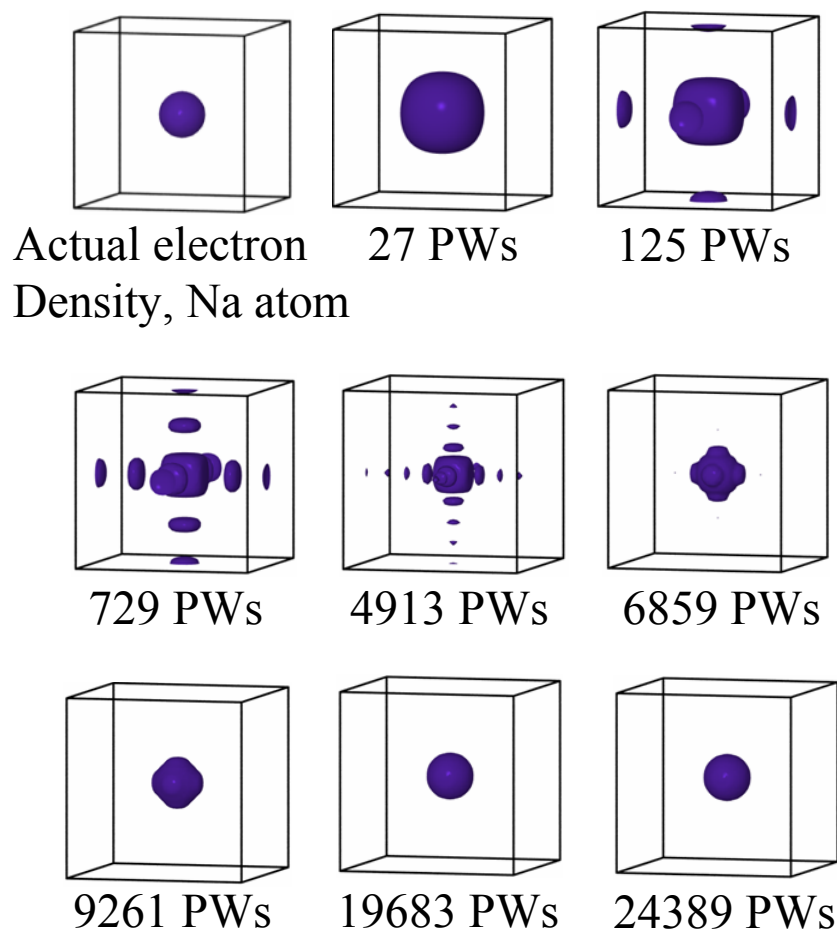 Actual electron
Density, Na atom
27 PWs
125 PWs
729 PWs
4913 PWs
6859 PWs
9261 PWs
19683 PWs
24389 PWs